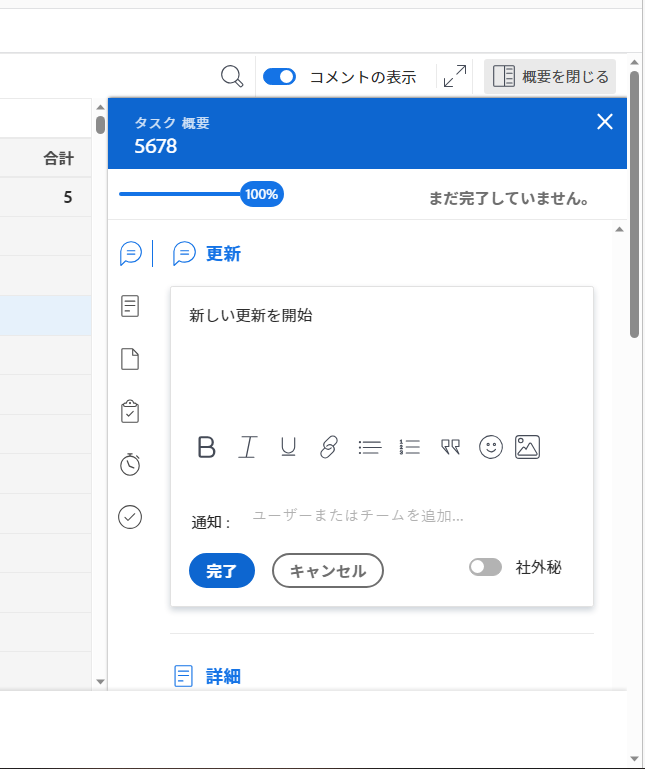 コメントの表示
概要を閉じる
合計
5
タスク 概要
5678
100%
まだ完了していません。
更新
新しい更新を開始
B I U
通知 :
ユーザーまたはチームを追加...
完了
キャンセル
社外秘
詳細